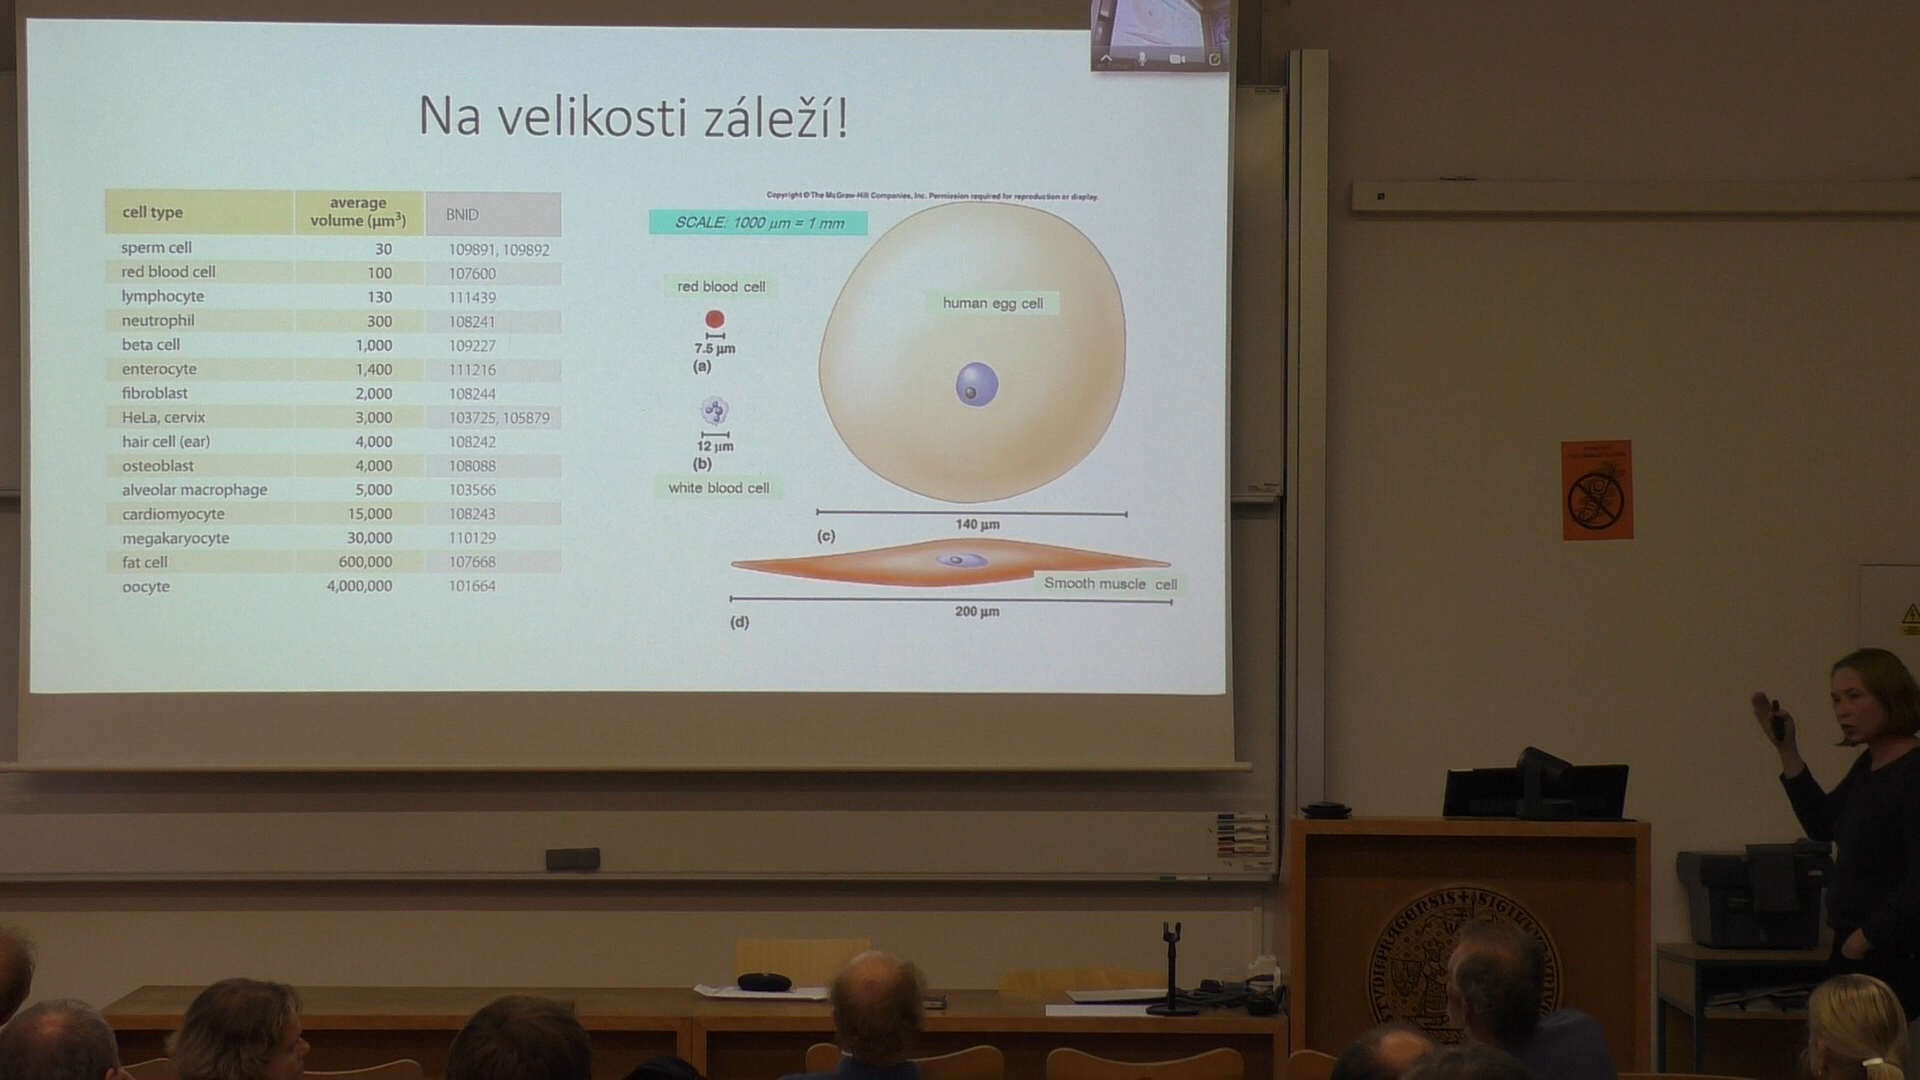 Na velikosti záleží!
cell type average volume (µm³) BNID
sperm cell 30 109891, 109892
red blood cell 100 107600
lymphocyte 130 111439
neutrophil 300 108241
beta cell 1,000 109227
enterocyte 1,400 111216
fibroblast 2,000 108244
HeLa, cervix 3,000 103725, 105879
hair cell (ear) 4,000 108242
osteoblast 4,000 108088
alveolar macrophage 5,000 103566
cardiomyocyte 15,000 108243
megakaryocyte 30,000 110129
fat cell 600,000 107668
oocyte 4,000,000 101664
Copyright © The McGraw-Hill Companies, Inc. Permission required for reproduction or display.
SCALE: 1000 µm = 1 mm
red blood cell
7.5 µm
(a)
12 µm
(b)
white blood cell
human egg cell
140 µm
(c)
Smooth muscle cell
200 µm
(d)